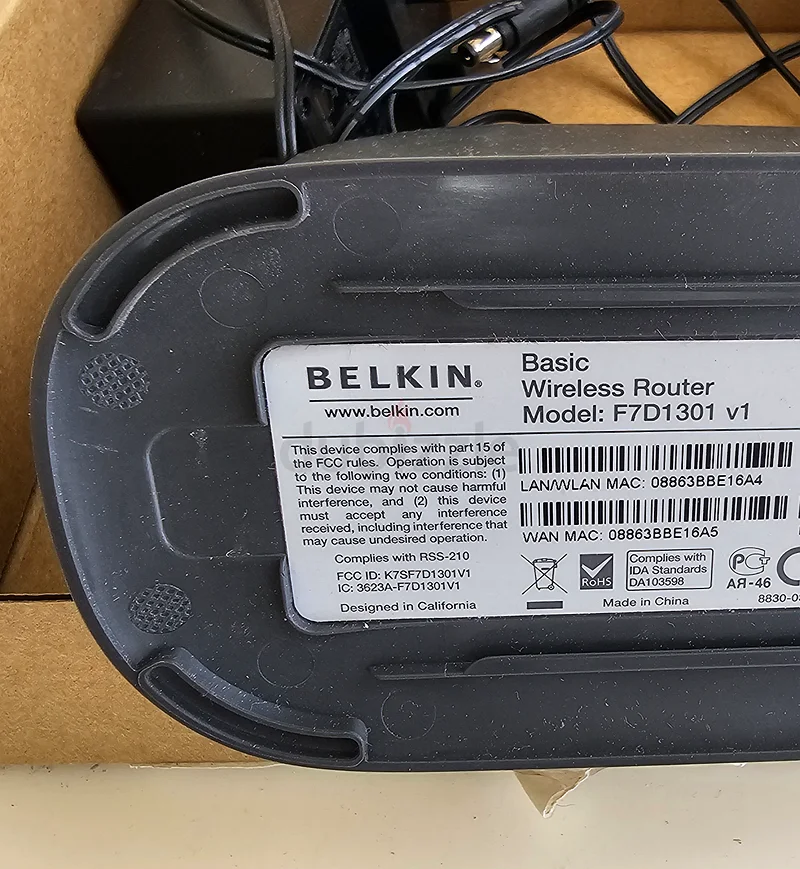 BELKIN®
www.belkin.com
Basic
Wireless Router
Model: F7D1301 v1
This device complies with part 15 of
the FCC rules. Operation is subject
to the following two conditions: (1)
This device may not cause harmful
interference, and (2) this device
must accept any interference
received, including interference that
may cause undesired operation.
Complies with RSS-210
FCC ID: K7SF7D1301V1
IC: 3623A-F7D1301V1
Designed in California
LAN/WLAN MAC: 08863BBE16A4
WAN MAC: 08863BBE16A5
RoHS
Complies with
IDA Standards
DA103598
АЯ-46
Made in China
8830-03
dubizzle